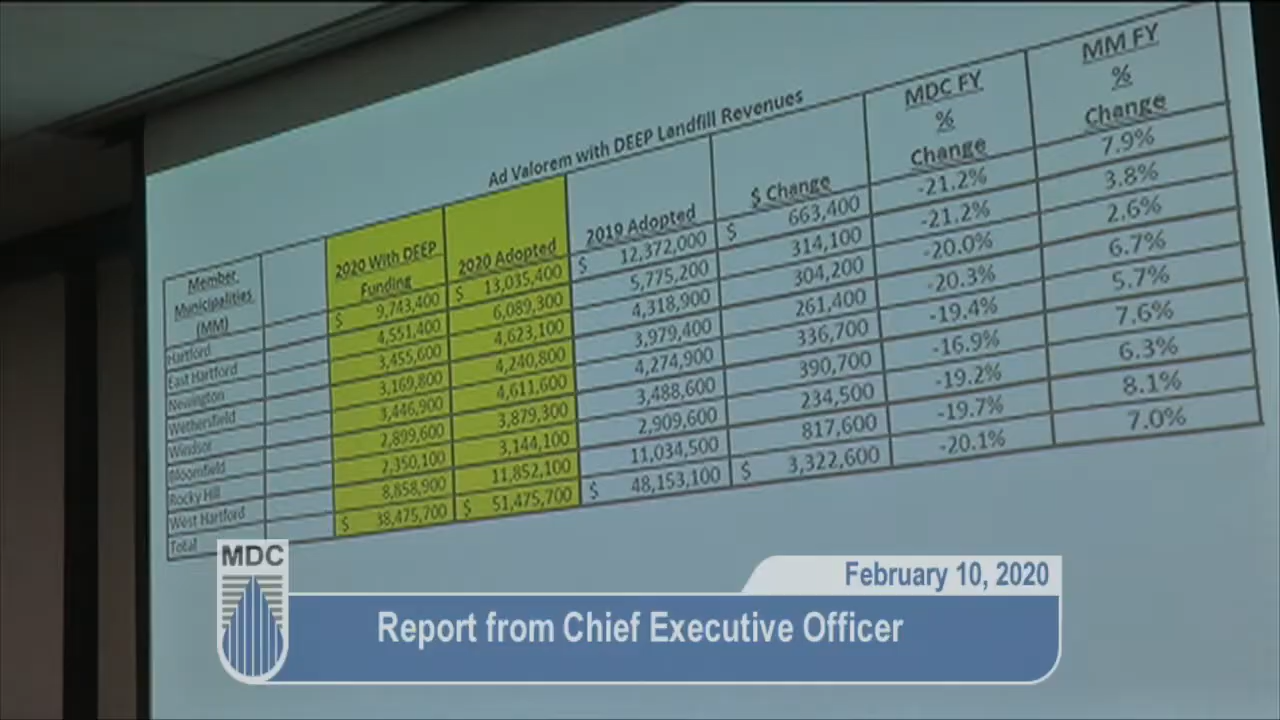 Ad Valorem with DEEP Landfill Revenues
Member Municipalities (MM) 2020 With DEEP Funding 2020 Adopted 2019 Adopted $ Change MDC FY % Change MM FY % Change
Hartford $ 9,743,400 $ 13,035,400 $ 12,372,000 $ 663,400 -21.2% 7.9%
East Hartford 4,551,400 6,089,300 5,775,200 314,100 -21.2% 3.8%
Newington 3,455,600 4,623,100 4,318,900 304,200 -20.0% 2.6%
Wethersfield 3,169,800 4,240,800 3,979,400 261,400 -20.3% 6.7%
Windsor 3,446,900 4,611,600 4,274,900 336,700 -19.4% 5.7%
Bloomfield 2,899,600 3,879,300 3,488,600 390,700 -16.9% 7.6%
Rocky Hill 2,350,100 3,144,100 2,909,600 234,500 -19.2% 6.3%
West Hartford 8,858,900 11,852,100 11,034,500 817,600 -19.7% 8.1%
Total $ 38,475,700 $ 51,475,700 $ 48,153,100 $ 3,322,600 -20.1% 7.0%
MDC
February 10, 2020
Report from Chief Executive Officer